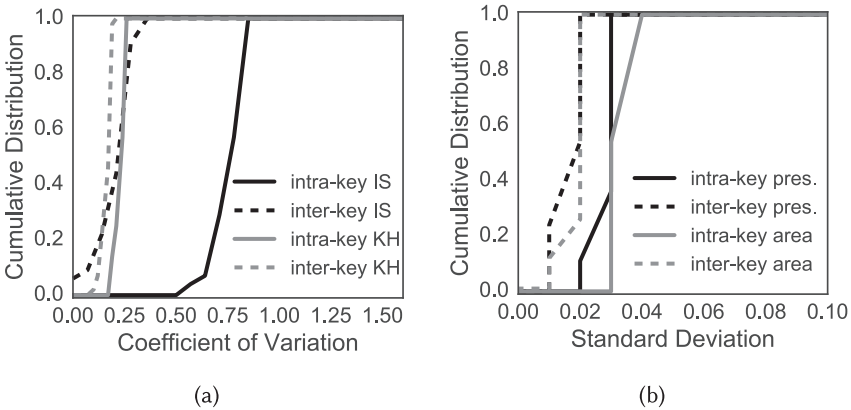 Cumulative Distribution
1.0
0.8
0.6
0.4
0.2
0.0
intra-key IS
inter-key IS
intra-key KH
inter-key KH
0.00 0.25 0.50 0.75 1.00 1.25 1.50
Coefficient of Variation
(a)
Cumulative Distribution
1.0
0.8
0.6
0.4
0.2
0.0
intra-key pres.
inter-key pres.
intra-key area
inter-key area
0.00 0.02 0.04 0.06 0.08 0.10
Standard Deviation
(b)